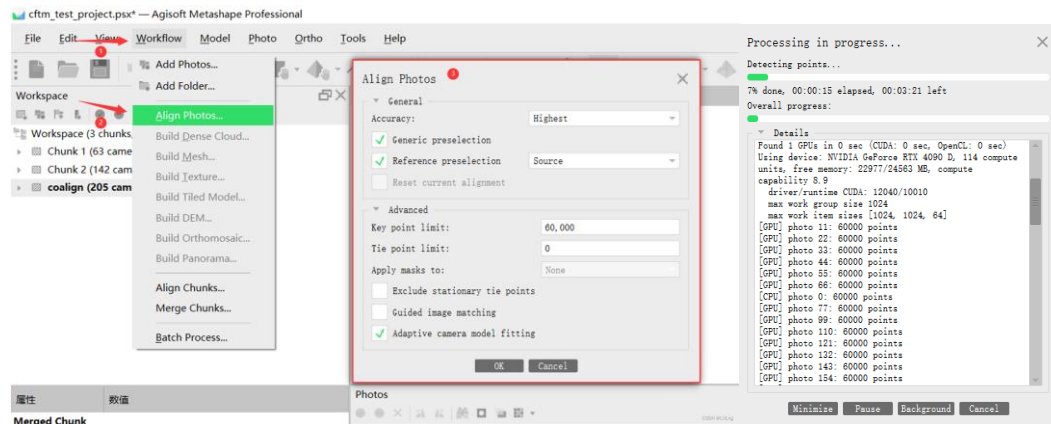 cftm_test_project.psx* — Agisoft Metashape Professional
File Edit View Workflow Model Photo Ortho Tools Help
1
Workspace
2
Workspace (3 chunks,
Chunk 1 (63 came
Chunk 2 (142 cam
coalign (205 cam
Add Photos...
Add Folder...
Align Photos...
Build Dense Cloud...
Build Mesh...
Build Texture...
Build Tiled Model...
Build DEM...
Build Orthomosaic...
Build Panorama...
Align Chunks...
Merge Chunks...
Batch Process...
属性 数值
Merged Chunk
Align Photos 3
General
Accuracy: Highest
Generic preselection
Reference preselection Source
Reset current alignment
Advanced
Key point limit: 60,000
Tie point limit: 0
Apply masks to: None
Exclude stationary tie points
Guided image matching
Adaptive camera model fitting
OK Cancel
Photos
Processing in progress...
Detecting points...
7% done, 00:00:15 elapsed, 00:03:21 left
Overall progress:
Details
Found 1 GPUs in 0 sec (CUDA: 0 sec, OpenCL: 0 sec)
Using device: NVIDIA GeForce RTX 4090 D, 114 compute
units, free memory: 22977/24563 MB, compute
capability 8.9
driver/runtime CUDA: 12040/10010
max work group size 1024
max work item sizes [1024, 1024, 64]
[GPU] photo 11: 60000 points
[GPU] photo 22: 60000 points
[GPU] photo 33: 60000 points
[GPU] photo 44: 60000 points
[GPU] photo 55: 60000 points
[GPU] photo 66: 60000 points
[CPU] photo 0: 60000 points
[GPU] photo 77: 60000 points
[GPU] photo 99: 60000 points
[GPU] photo 110: 60000 points
[GPU] photo 121: 60000 points
[GPU] photo 132: 60000 points
[GPU] photo 143: 60000 points
[GPU] photo 154: 60000 points
Minimize Pause Background Cancel